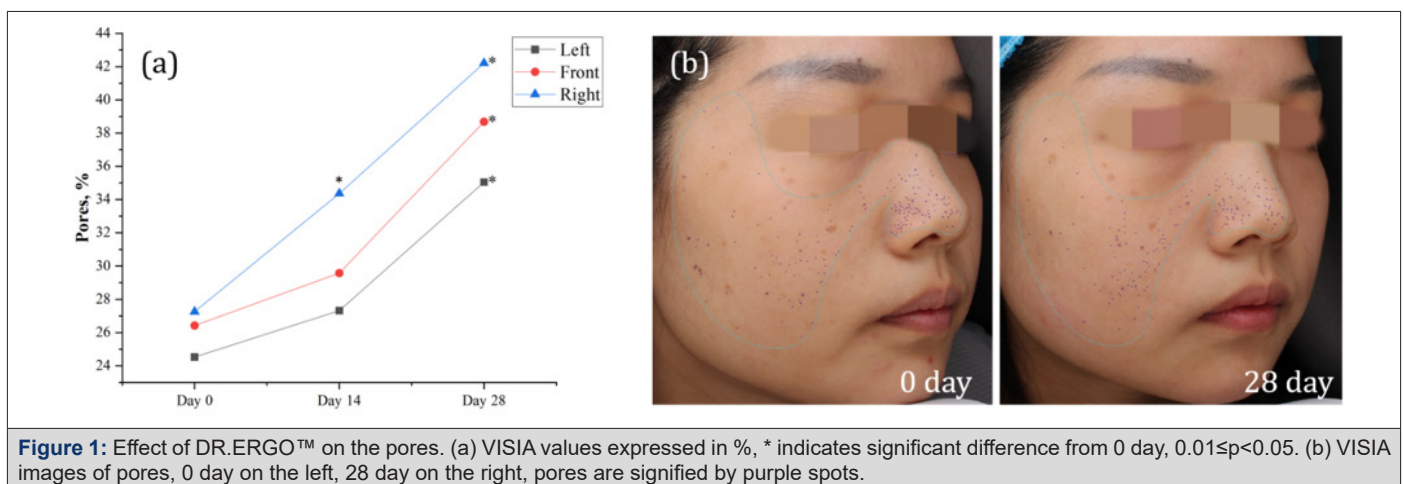 (a)
Left
Front
Right
Pores, %
44
42
40
38
36
34
32
30
28
26
24
*
*
*
*
Day 0
Day 14
Day 28
(b)
0 day
28 day
Figure 1: Effect of DR.ERGO™ on the pores. (a) VISIA values expressed in %, * indicates significant difference from 0 day, 0.01≤p<0.05. (b) VISIA
images of pores, 0 day on the left, 28 day on the right, pores are signified by purple spots.